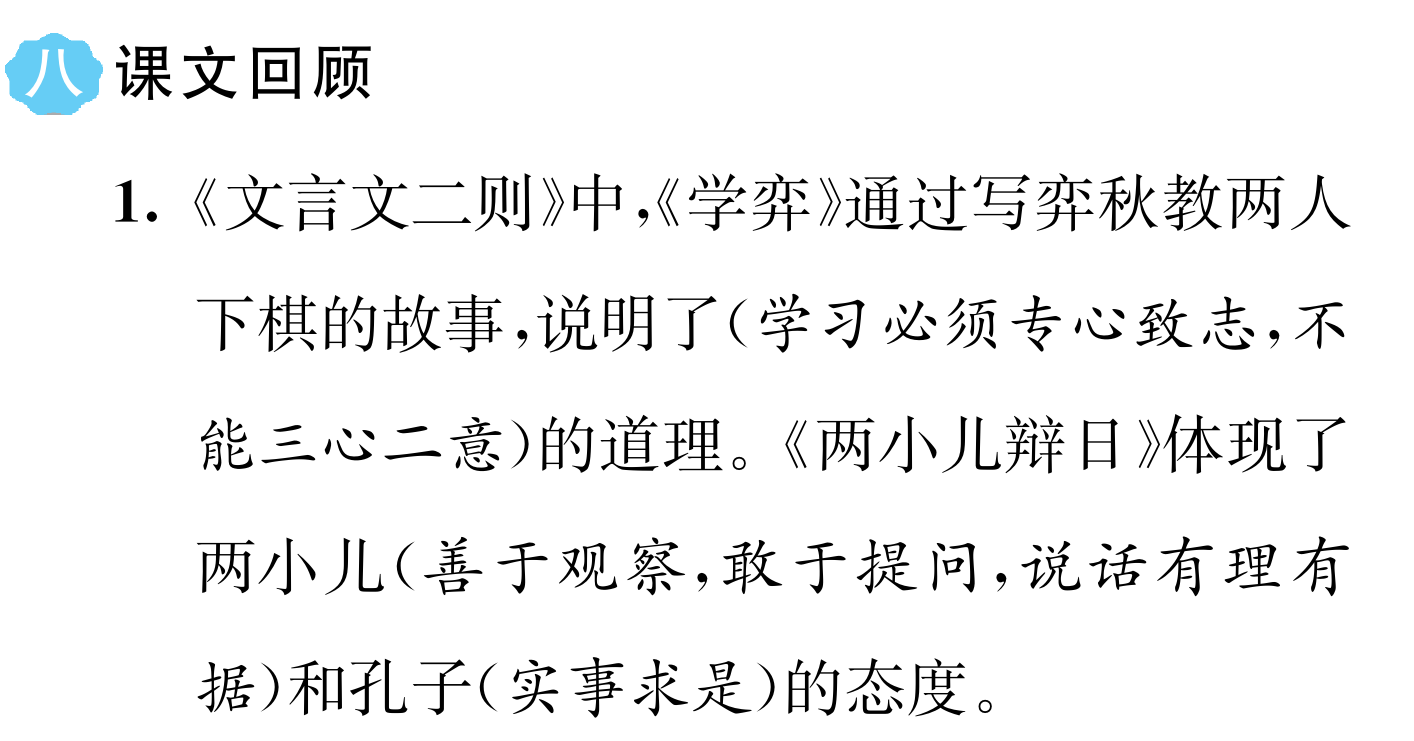 八 课文回顾
1.《文言文二则》中,《学弈》通过写弈秋教两人
下棋的故事,说明了(学习必须专心致志,不
能三心二意)的道理。《两小儿辩日》体现了
两小儿(善于观察,敢于提问,说话有理有
据)和孔子(实事求是)的态度。